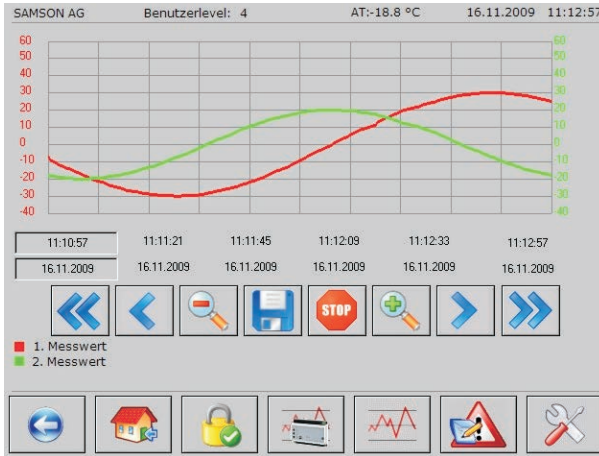 SAMSON AG Benutzerlevel: 4 AT:-18.8 °C 16.11.2009 11:12:57
60 60
50 50
40 40
30 30
20 20
10 10
0 0
-10 -10
-20 -20
-30 -30
-40 -40
11:10:57 11:11:21 11:11:45 11:12:09 11:12:33 11:12:57
16.11.2009 16.11.2009 16.11.2009 16.11.2009 16.11.2009 16.11.2009
STOP
1. Messwert
2. Messwert